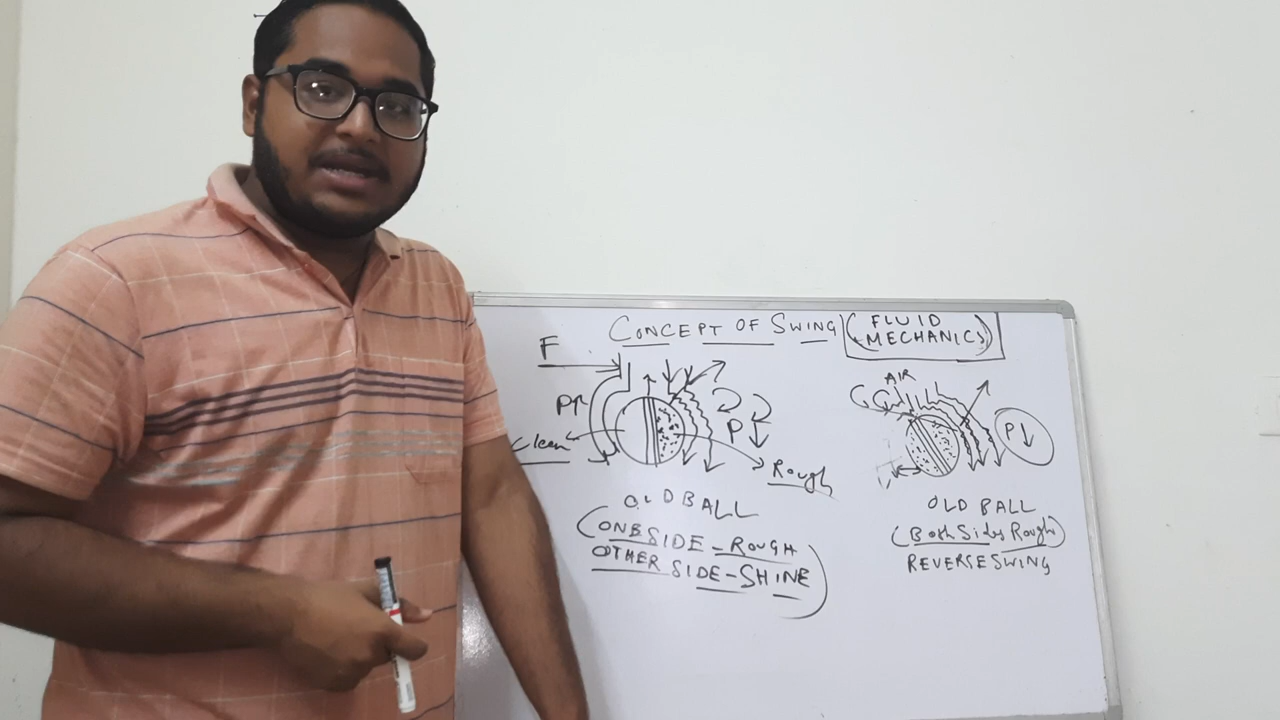 CONCEPT OF SWING (FLUID
MECHANICS)
F
P↑
Clean
P↓
Rough
OLD BALL
(ONE SIDE - ROUGH
OTHER SIDE - SHINE)
AIR
P↓
OLD BALL
(Both Sides Rough)
REVERSE SWING